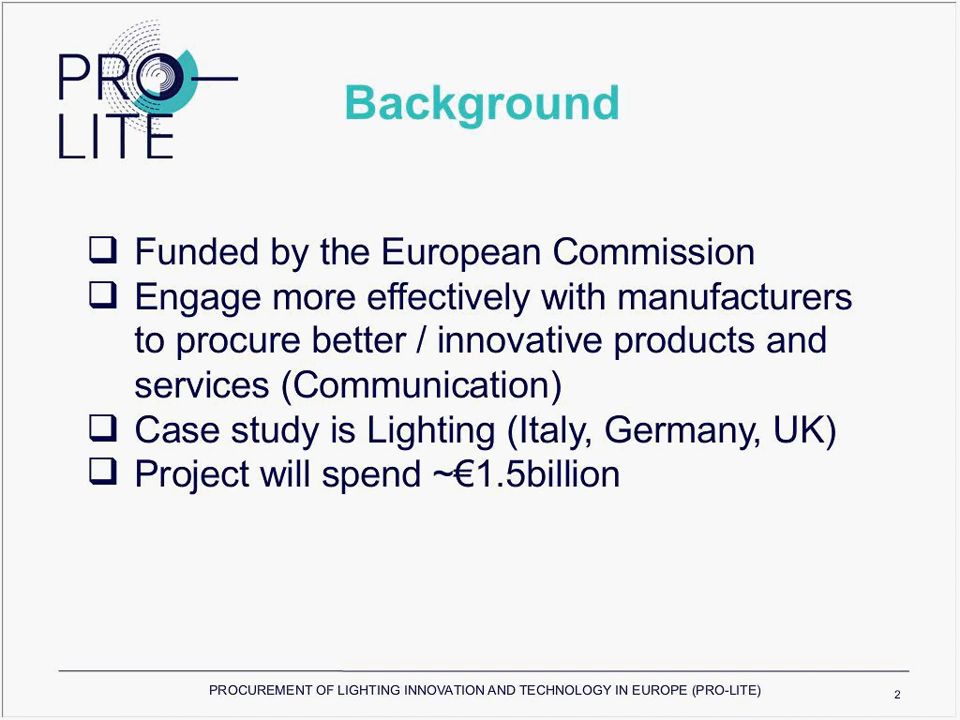 PRO—
LITE
Background
❑ Funded by the European Commission
❑ Engage more effectively with manufacturers
to procure better / innovative products and
services (Communication)
❑ Case study is Lighting (Italy, Germany, UK)
❑ Project will spend ~€1.5billion
PROCUREMENT OF LIGHTING INNOVATION AND TECHNOLOGY IN EUROPE (PRO-LITE)
2